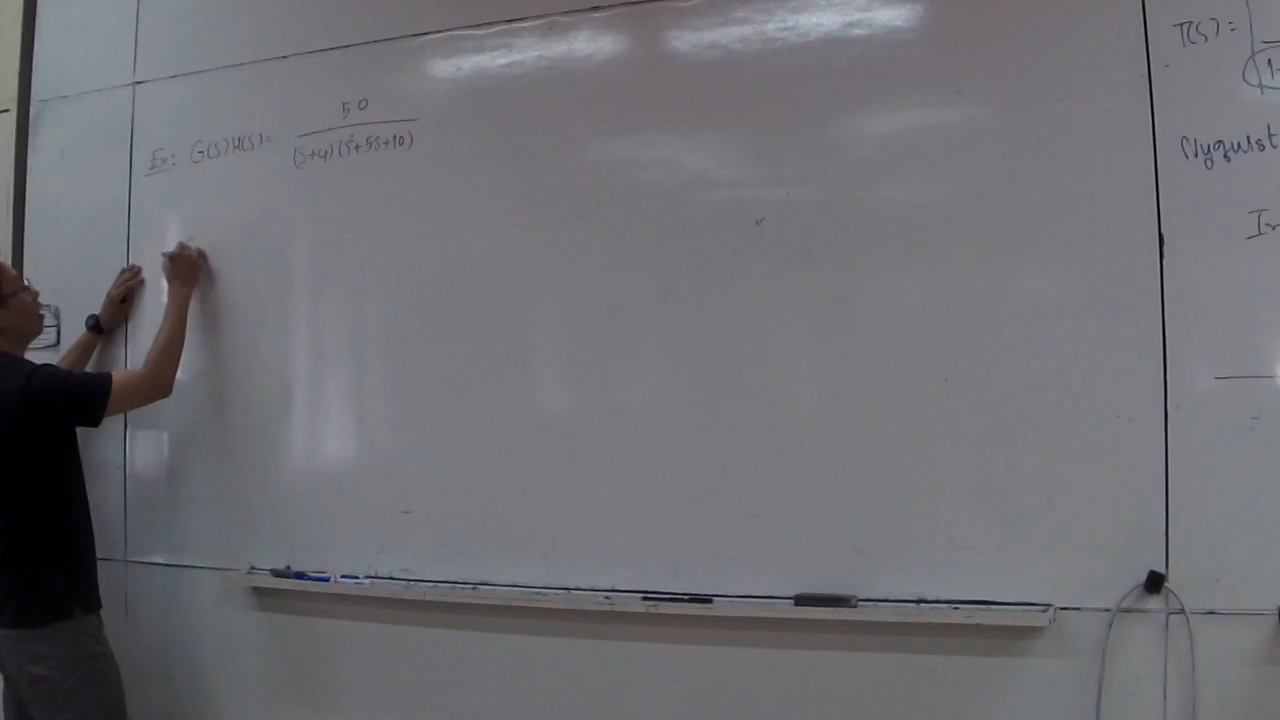 Ex: G(s)H(s) = 50 / (s+4)(s²+5s+10)
T(s) =
Nyquist